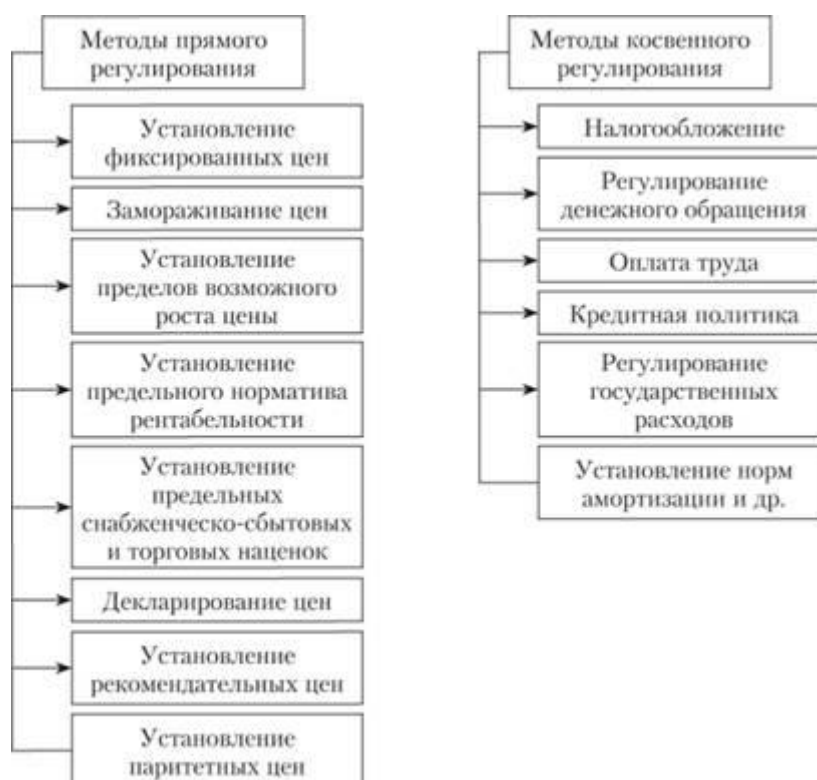 Методы прямого
регулирования
Установление
фиксированных цен
Замораживание цен
Установление
пределов возможного
роста цены
Установление
предельного норматива
рентабельности
Установление
предельных
снабженческо-сбытовых
и торговых наценок
Декларирование цен
Установление
рекомендательных цен
Установление
паритетных цен
Методы косвенного
регулирования
Налогообложение
Регулирование
денежного обращения
Оплата труда
Кредитная политика
Регулирование
государственных
расходов
Установление норм
амортизации и др.